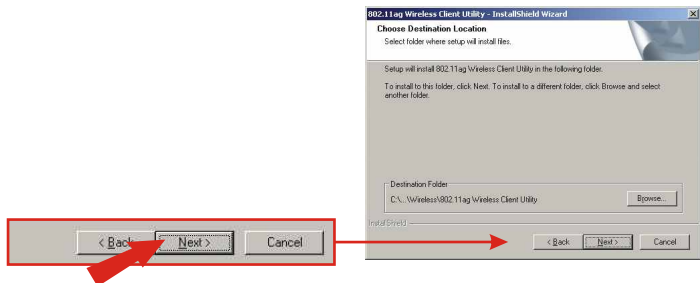 802.11ag Wireless Client Utility - InstallShield Wizard
Choose Destination Location
Select folder where setup will install files.
Setup will install 802.11ag Wireless Client Utility in the following folder.
To install to this folder, click Next. To install to a different folder, click Browse and select
another folder.
Destination Folder
C:\...\Wireless\802.11ag Wireless Client Utility
Browse...
InstallShield
< Back Next > Cancel
< Back Next > Cancel